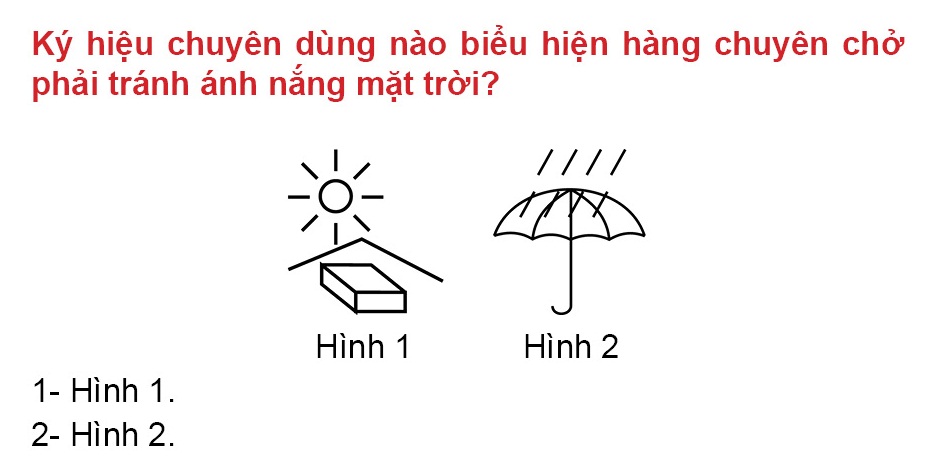 Ký hiệu chuyên dùng nào biểu hiện hàng chuyên chở
phải tránh ánh nắng mặt trời?
Hình 1
Hình 2
1- Hình 1.
2- Hình 2.